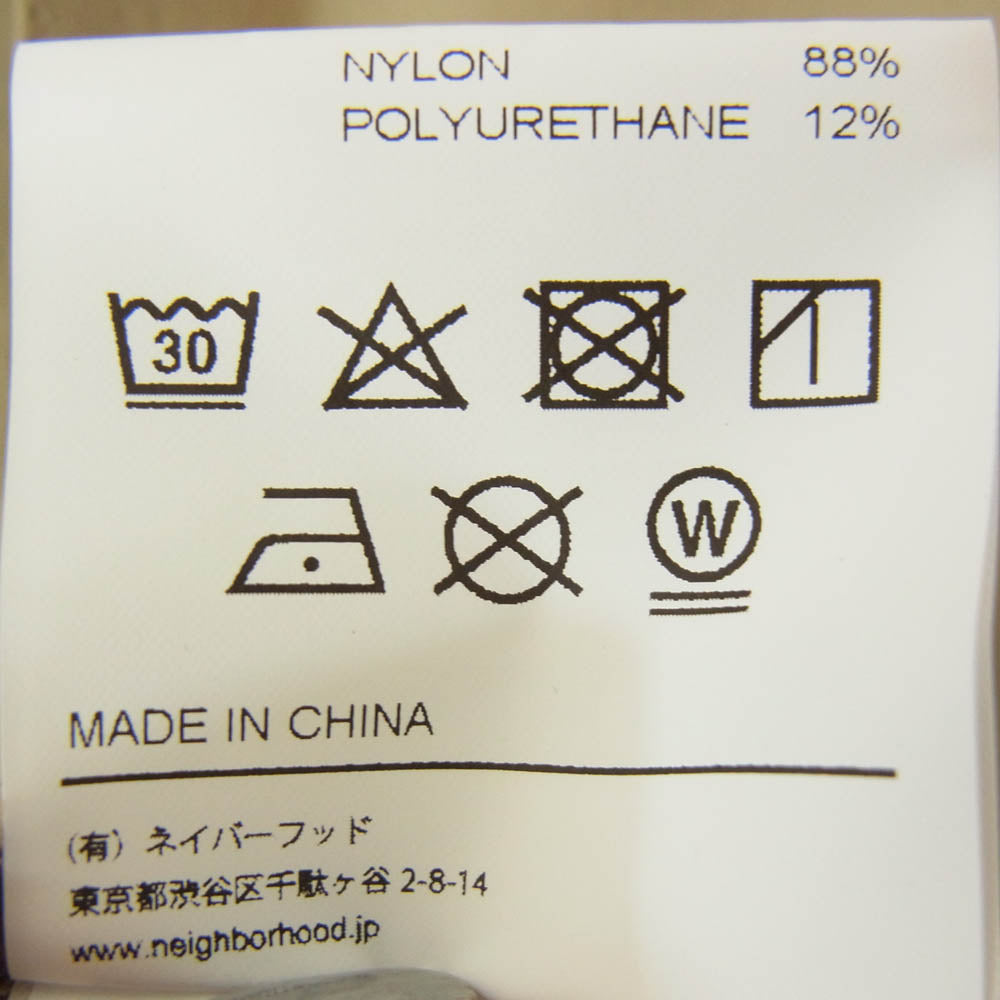 NYLON 88%
POLYURETHANE 12%
30
W
MADE IN CHINA
(有) ネイバーフッド
東京都渋谷区千駄ヶ谷 2-8-14
www.neighborhood.jp